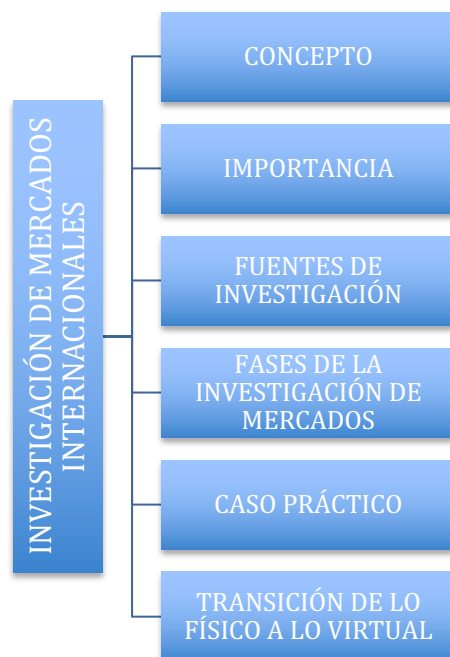 INVESTIGACIÓN DE MERCADOS
INTERNACIONALES
CONCEPTO
IMPORTANCIA
FUENTES DE
INVESTIGACIÓN
FASES DE LA
INVESTIGACIÓN DE
MERCADOS
CASO PRÁCTICO
TRANSICIÓN DE LO
FÍSICO A LO VIRTUAL